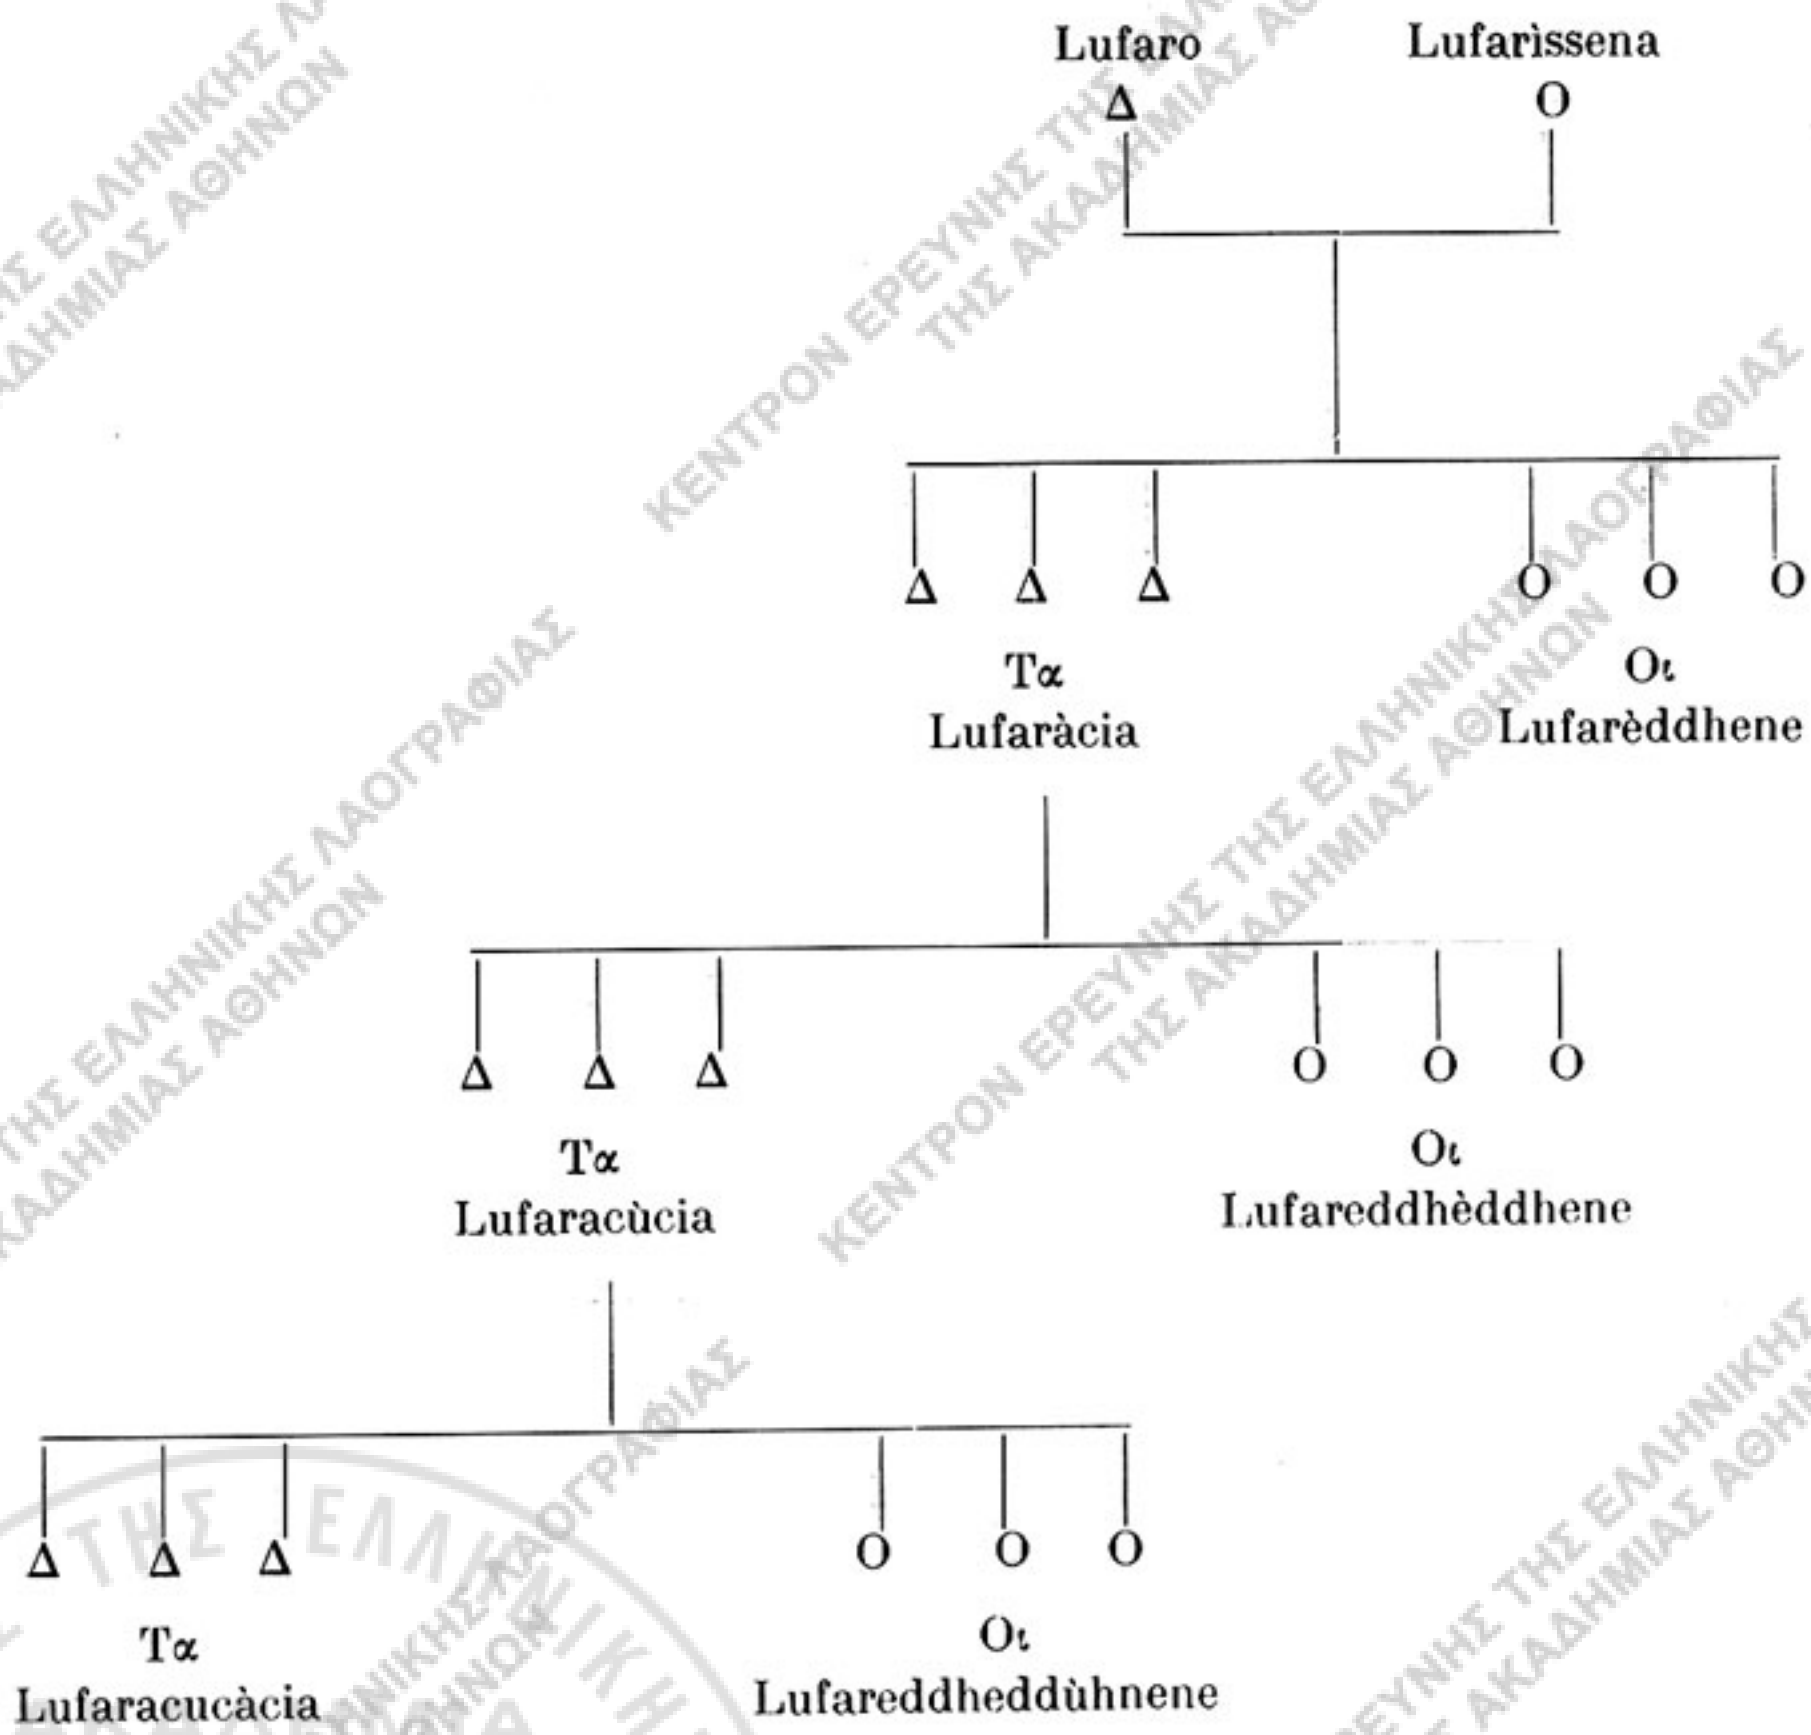 Lufaro Lufarìssena
Δ Ο
Δ Δ Δ Ο Ο Ο
Τα Οι
Lufaràcia Lufarèddhene
Δ Δ Δ Ο Ο Ο
Τα Οι
Lufaracùcia Lufareddhèddhene
Δ Δ Δ Ο Ο Ο
Τα Οι
Lufaracucàcia Lufareddheddùhnene
ΚΕΝΤΡΟΝ ΕΡΕΥΝΗΣ ΤΗΣ ΕΛΛΗΝΙΚΗΣ ΛΑΟΓΡΑΦΙΑΣ
ΤΗΣ ΑΚΑΔΗΜΙΑΣ ΑΘΗΝΩΝ